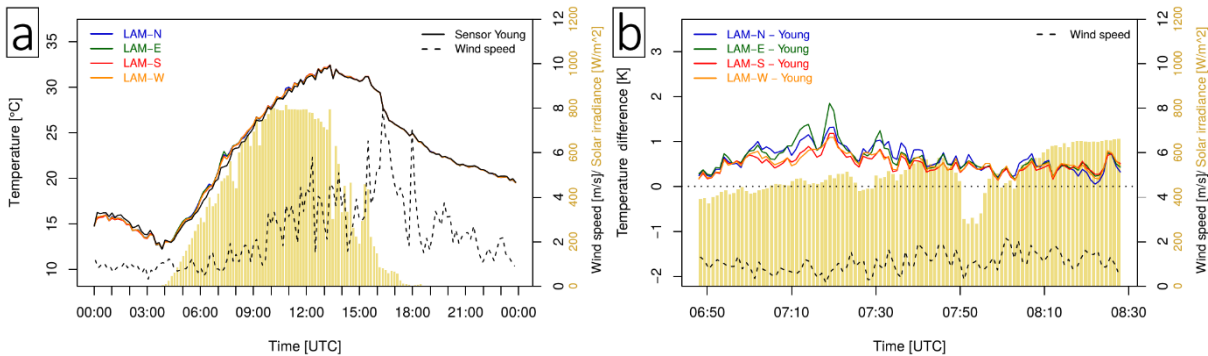 a
LAM-N
LAM-E
LAM-S
LAM-W
Sensor Young
Wind speed
Temperature [°C]
35
30
25
20
15
10
00:00 03:00 06:00 09:00 12:00 15:00 18:00 21:00 00:00
Time [UTC]
12
10
8
6
4
2
0
Wind speed [m/s]/ Solar irradiance [W/m^2]
1200
1000
800
600
400
200
0
b
LAM-N - Young
LAM-E - Young
LAM-S - Young
LAM-W - Young
Wind speed
Temperature difference [K]
3
2
1
0
-1
-2
06:50 07:10 07:30 07:50 08:10 08:30
Time [UTC]
12
10
8
6
4
2
0
Wind speed [m/s]/ Solar irradiance [W/m^2]
1200
1000
800
600
400
200
0